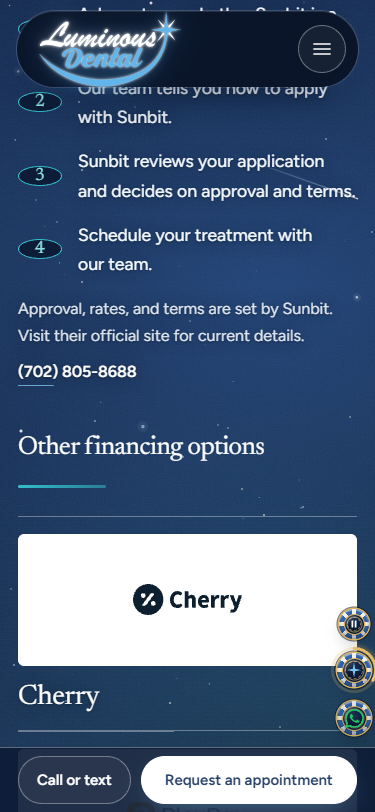 Luminous
Dental
2
Our team tells you how to apply
with Sunbit.
3
Sunbit reviews your application
and decides on approval and terms.
4
Schedule your treatment with
our team.
Approval, rates, and terms are set by Sunbit.
Visit their official site for current details.
(702) 805-8688
Other financing options
Cherry
Cherry
Call or text
Request an appointment